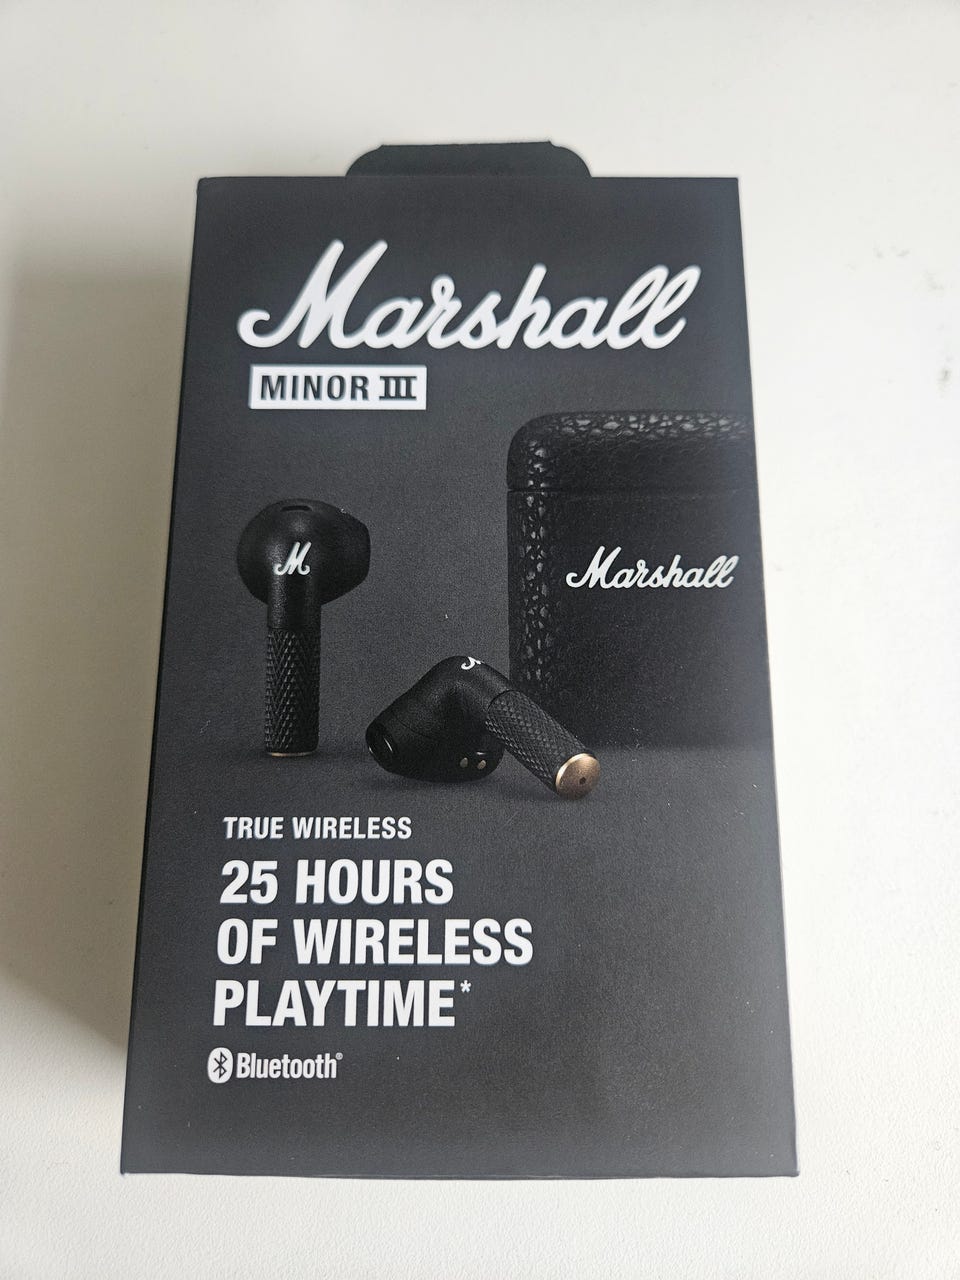 Marshall
MINOR III
M
Marshall
TRUE WIRELESS
25 HOURS
OF WIRELESS
PLAYTIME*
Bluetooth®